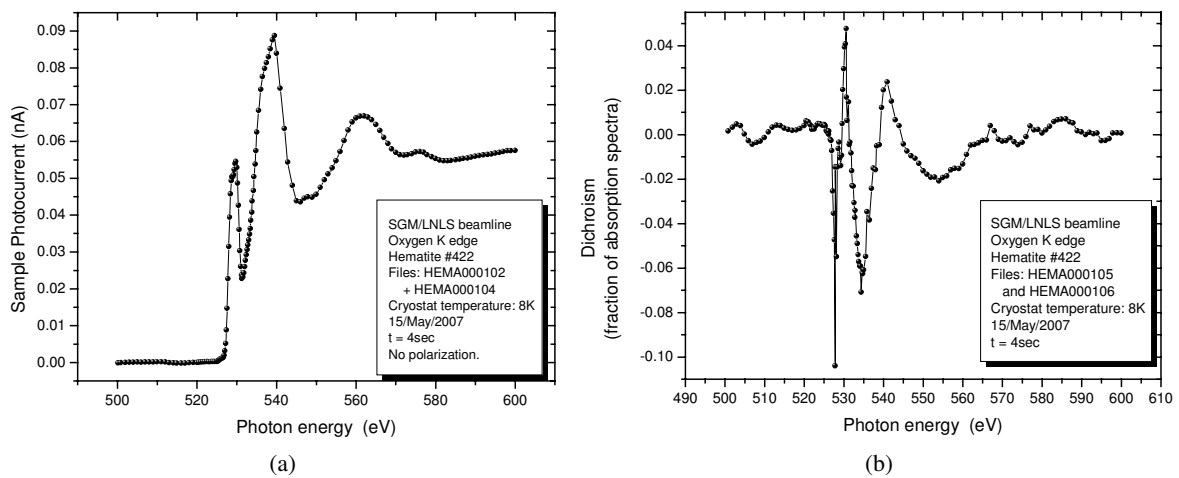 0.09
0.08
0.07
0.06
0.05
0.04
0.03
0.02
0.01
0.00
Sample Photocurrent (nA)
500 520 540 560 580 600
Photon energy (eV)
SGM/LNLS beamline
Oxygen K edge
Hematite #422
Files: HEMA000102
+ HEMA000104
Cryostat temperature: 8K
15/May/2007
t = 4sec
No polarization.
(a)
0.04
0.02
0.00
-0.02
-0.04
-0.06
-0.08
-0.10
Dichroism
(fraction of absorption spectra)
490 500 510 520 530 540 550 560 570 580 590 600 610
Photon energy (eV)
SGM/LNLS beamline
Oxygen K edge
Hematite #422
Files: HEMA000105
and HEMA000106
Cryostat temperature: 8K
15/May/2007
t = 4sec
(b)